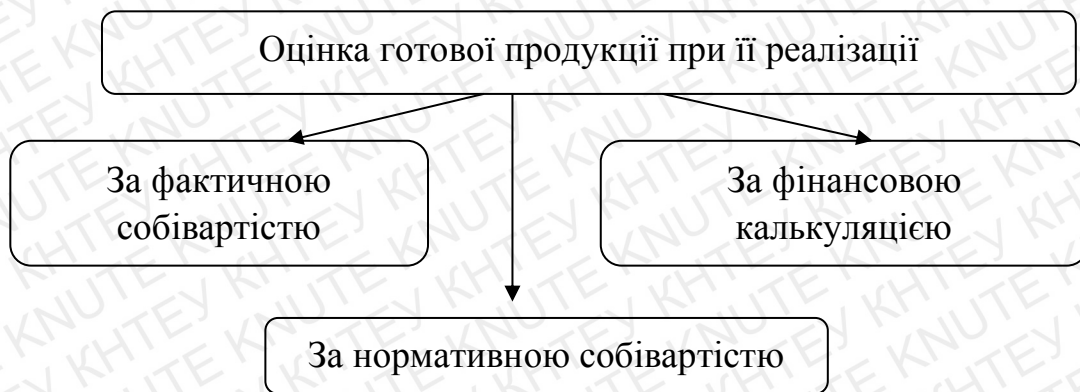 Оцінка готової продукції при її реалізації
За фактичною
собівартістю
За фінансовою
калькуляцією
За нормативною собівартістю